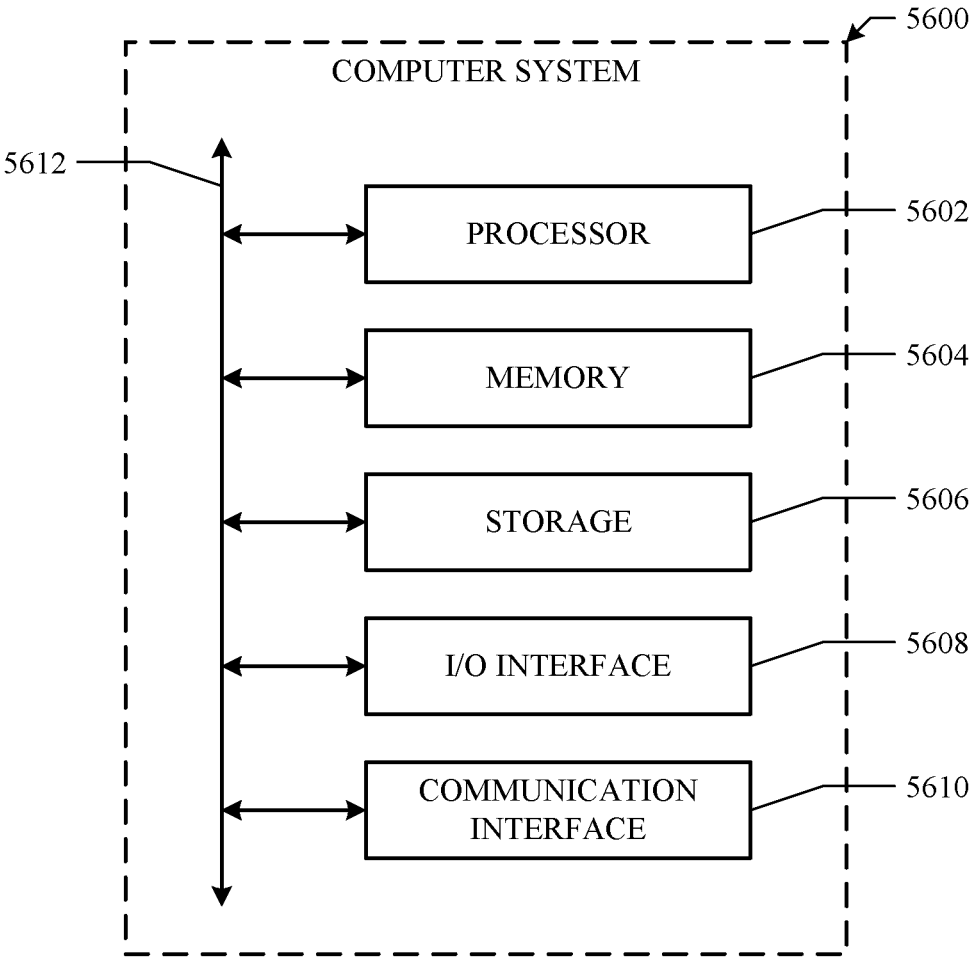 5600
COMPUTER SYSTEM
5612
5602
PROCESSOR
5604
MEMORY
5606
STORAGE
5608
I/O INTERFACE
5610
COMMUNICATION
INTERFACE